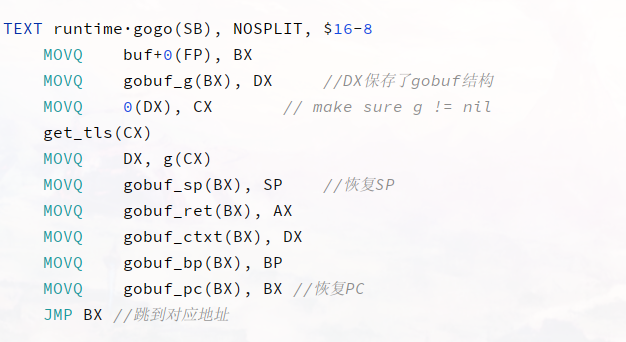 TEXT runtime·gogo(SB), NOSPLIT, $16-8
MOVQ buf+0(FP), BX
MOVQ gobuf_g(BX), DX //DX保存了gobuf结构
MOVQ 0(DX), CX // make sure g != nil
get_tls(CX)
MOVQ DX, g(CX)
MOVQ gobuf_sp(BX), SP //恢复SP
MOVQ gobuf_ret(BX), AX
MOVQ gobuf_ctxt(BX), DX
MOVQ gobuf_bp(BX), BP
MOVQ gobuf_pc(BX), BX //恢复PC
JMP BX //跳到对应地址